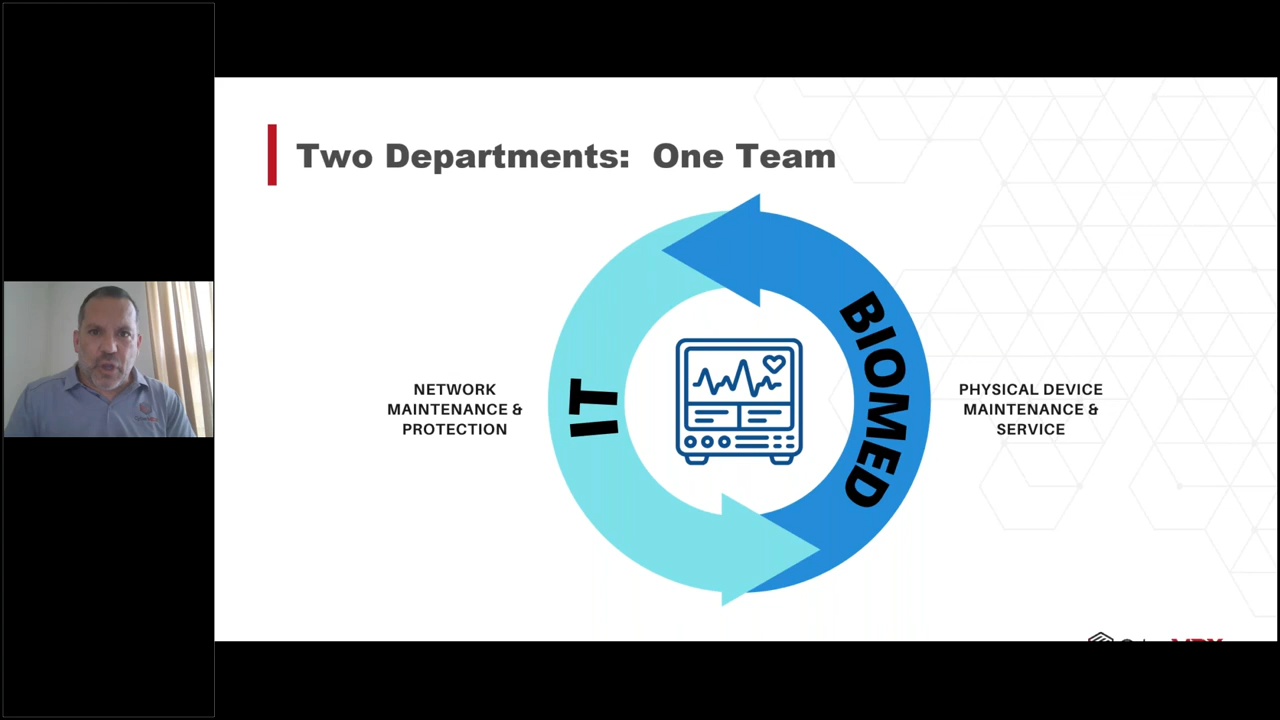 Two Departments: One Team
NETWORK
MAINTENANCE &
PROTECTION
IT
BIOMED
PHYSICAL DEVICE
MAINTENANCE &
SERVICE